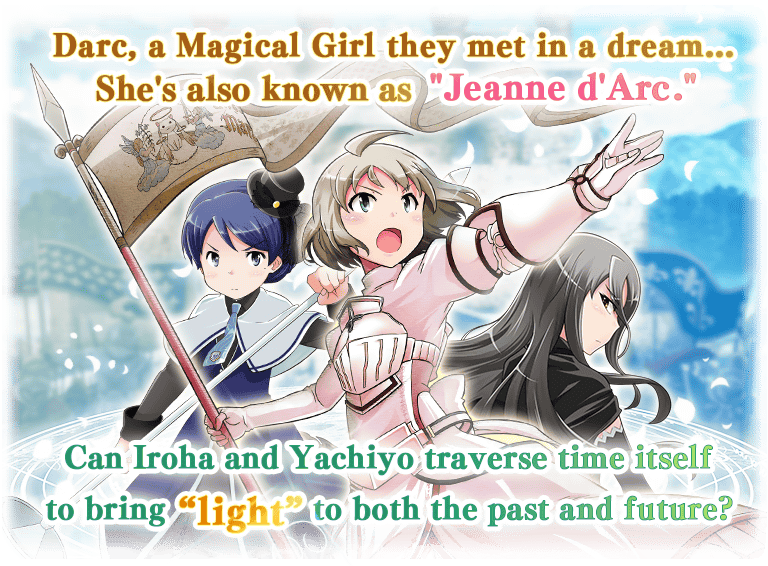 Darc, a Magical Girl they met in a dream...
She's also known as "Jeanne d'Arc."
Can Iroha and Yachiyo traverse time itself
to bring “light” to both the past and future?